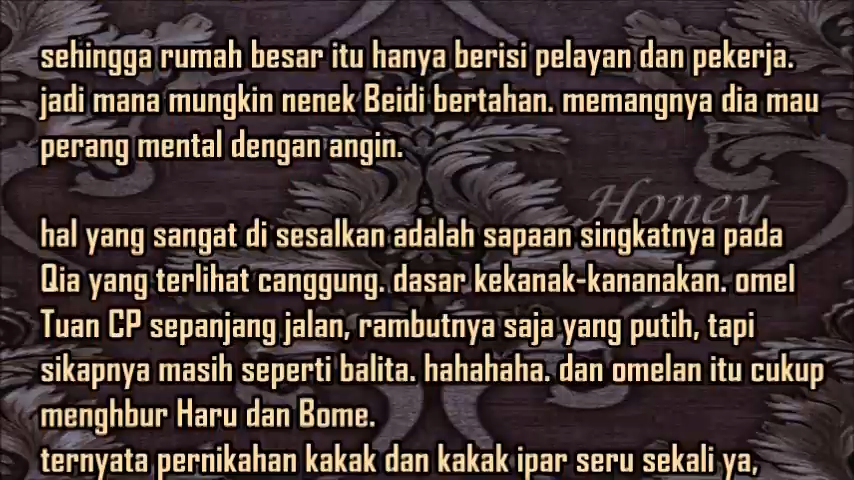 sehingga rumah besar itu hanya berisi pelayan dan pekerja.
jadi mana mungkin nenek Beidi bertahan. memangnya dia mau
perang mental dengan angin.
Honey
hal yang sangat di sesalkan adalah sapaan singkatnya pada
Qia yang terlihat canggung. dasar kekanak-kananakan. omel
Tuan CP sepanjang jalan, rambutnya saja yang putih, tapi
sikapnya masih seperti balita. hahahaha. dan omelan itu cukup
menghbur Haru dan Bome.
ternyata pernikahan kakak dan kakak ipar seru sekali ya,